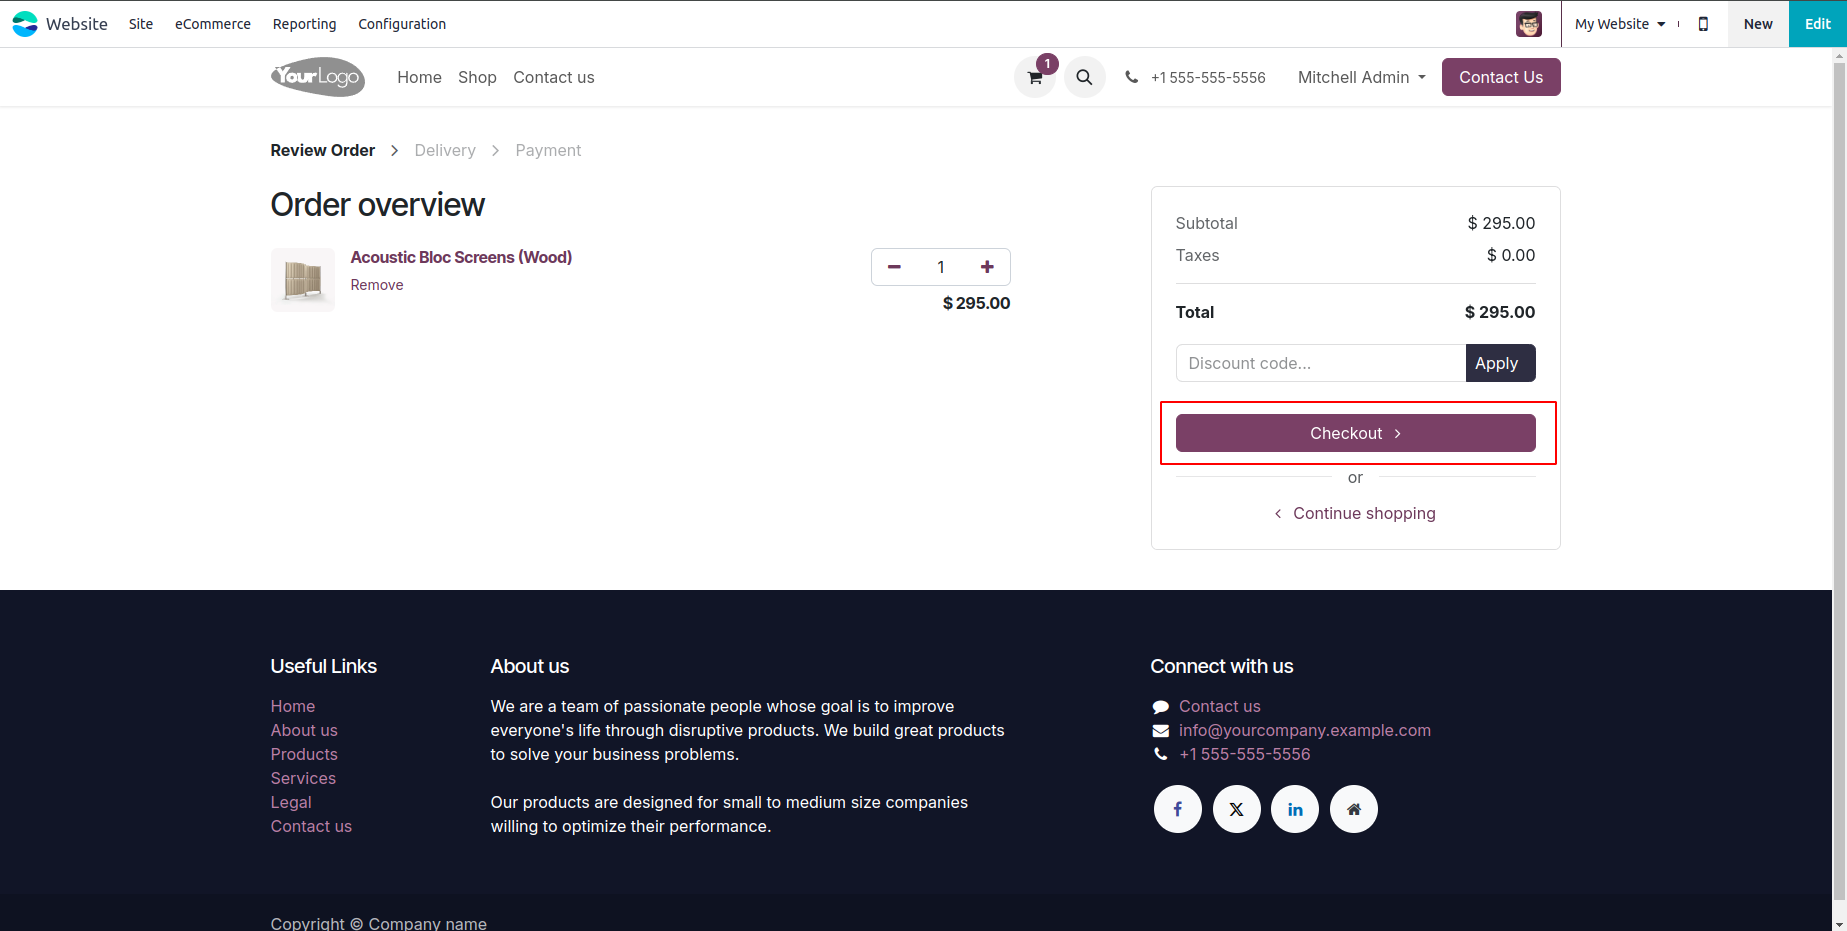 Website Site eCommerce Reporting Configuration My Website New Edit
YourLogo Home Shop Contact us 1 +1 555-555-5556 Mitchell Admin Contact Us
Review Order > Delivery > Payment
Order overview
Acoustic Bloc Screens (Wood)
Remove
1
$ 295.00
Subtotal $ 295.00
Taxes $ 0.00
Total $ 295.00
Discount code... Apply
Checkout >
or
< Continue shopping
Useful Links
Home
About us
Products
Services
Legal
Contact us
About us
We are a team of passionate people whose goal is to improve
everyone's life through disruptive products. We build great products
to solve your business problems.
Our products are designed for small to medium size companies
willing to optimize their performance.
Connect with us
Contact us
info@yourcompany.example.com
+1 555-555-5556
Copyright © Company name